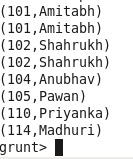 (101,Amitabh)
(101,Amitabh)
(102,Shahrukh)
(102,Shahrukh)
(104,Anubhav)
(105,Pawan)
(110,Priyanka)
(114,Madhuri)
grunt>